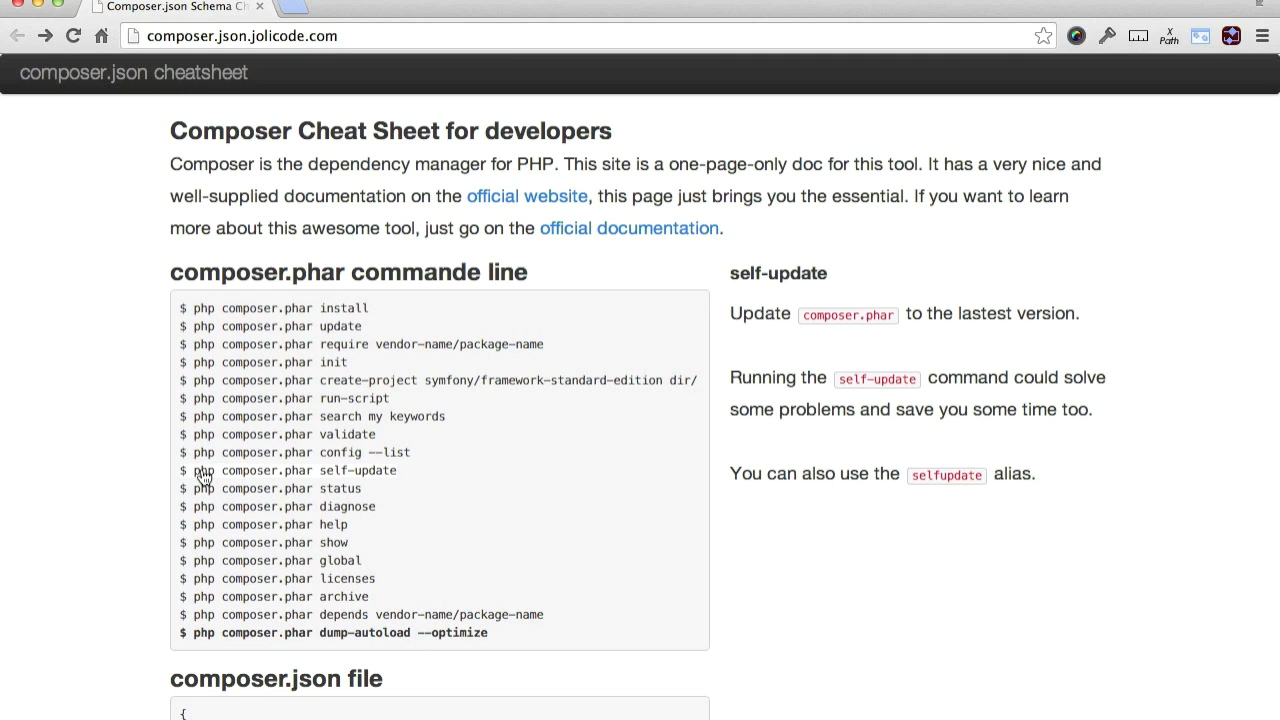 Composer.json Schema Ch
composer.json.jolicode.com
X
Path
composer.json cheatsheet
Composer Cheat Sheet for developers
Composer is the dependency manager for PHP. This site is a one-page-only doc for this tool. It has a very nice and
well-supplied documentation on the official website, this page just brings you the essential. If you want to learn
more about this awesome tool, just go on the official documentation.
composer.phar commande line
$ php composer.phar install
$ php composer.phar update
$ php composer.phar require vendor-name/package-name
$ php composer.phar init
$ php composer.phar create-project symfony/framework-standard-edition dir/
$ php composer.phar run-script
$ php composer.phar search my keywords
$ php composer.phar validate
$ php composer.phar config --list
$ php composer.phar self-update
$ php composer.phar status
$ php composer.phar diagnose
$ php composer.phar help
$ php composer.phar show
$ php composer.phar global
$ php composer.phar licenses
$ php composer.phar archive
$ php composer.phar depends vendor-name/package-name
$ php composer.phar dump-autoload --optimize
self-update
Update composer.phar to the lastest version.
Running the self-update command could solve
some problems and save you some time too.
You can also use the selfupdate alias.
composer.json file
{